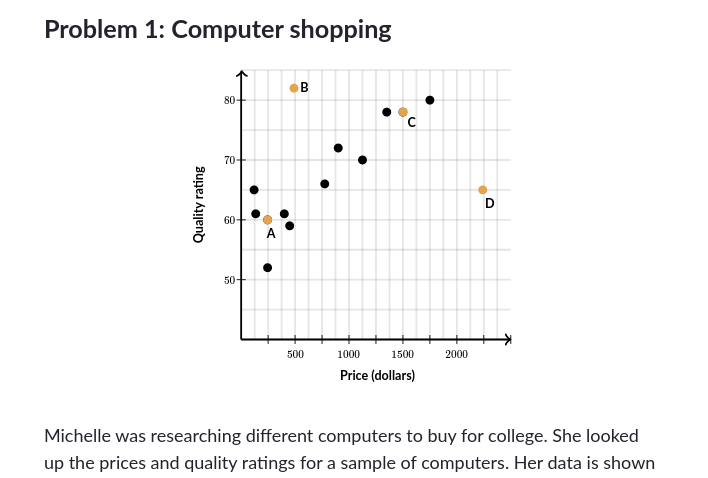 Problem 1: Computer shopping
B
80
C
70
Quality rating
D
60
A
50
500 1000 1500 2000
Price (dollars)
Michelle was researching different computers to buy for college. She looked
up the prices and quality ratings for a sample of computers. Her data is shown